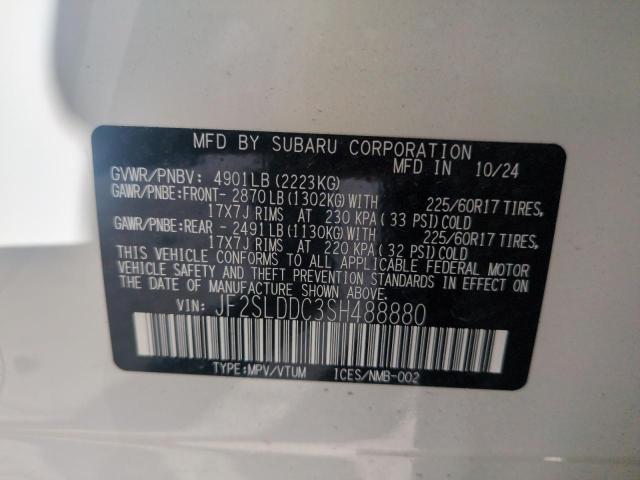 MFD BY SUBARU CORPORATION
MFD IN 10/24
GVWR/PNBV: 4901LB(2223KG)
GAWR/PNBE:FRONT- 2870LB(1302KG)WITH 225/60R17 TIRES,
17X7J RIMS AT 230 KPA(33 PSI)COLD
GAWR/PNBE:REAR - 2491LB(1130KG)WITH 225/60R17 TIRES,
17X7J RIMS AT 220 KPA(32 PSI)COLD
THIS VEHICLE CONFORMS TO ALL APPLICABLE FEDERAL MOTOR
VEHICLE SAFETY AND THEFT PREVENTION STANDARDS IN EFFECT ON
THE DATE OF MANUFACTURE SHOWN ABOVE.
VIN: JF2SLDDC3SH488880
TYPE:MPV/VTUM ICES/NMB-002